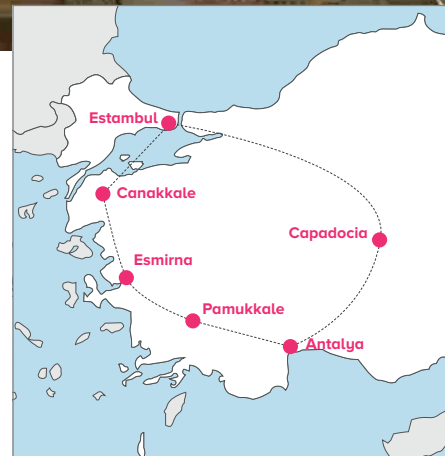 Estambul
Canakkale
Capadocia
Esmirna
Pamukkale
Antalya